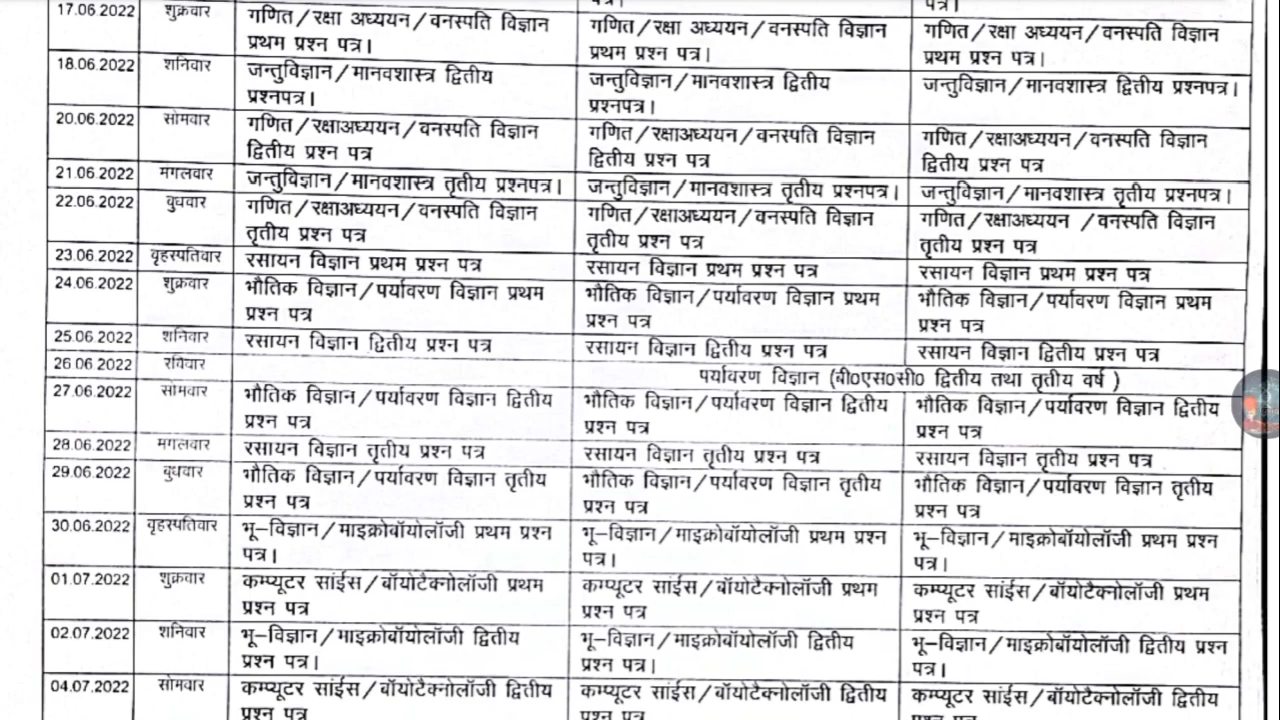 पत्र।
17.06.2022 शुक्रवार गणित/रक्षा अध्ययन/वनस्पति विज्ञान गणित/रक्षा अध्ययन/वनस्पति विज्ञान गणित/रक्षा अध्ययन/वनस्पति विज्ञान
प्रथम प्रश्न पत्र। प्रथम प्रश्न पत्र। प्रथम प्रश्न पत्र।
18.06.2022 शनिवार जन्तुविज्ञान/मानवशास्त्र द्वितीय जन्तुविज्ञान/मानवशास्त्र द्वितीय जन्तुविज्ञान/मानवशास्त्र द्वितीय प्रश्नपत्र।
प्रश्नपत्र। प्रश्नपत्र।
20.06.2022 सोमवार गणित/रक्षाअध्ययन/वनस्पति विज्ञान गणित/रक्षाअध्ययन/वनस्पति विज्ञान गणित/रक्षाअध्ययन/वनस्पति विज्ञान
द्वितीय प्रश्न पत्र द्वितीय प्रश्न पत्र द्वितीय प्रश्न पत्र
21.06.2022 मंगलवार जन्तुविज्ञान/मानवशास्त्र तृतीय प्रश्नपत्र। जन्तुविज्ञान/मानवशास्त्र तृतीय प्रश्नपत्र। जन्तुविज्ञान/मानवशास्त्र तृतीय प्रश्नपत्र।
22.06.2022 बुधवार गणित/रक्षाअध्ययन/वनस्पति विज्ञान गणित/रक्षाअध्ययन/वनस्पति विज्ञान गणित/रक्षाअध्ययन /वनस्पति विज्ञान
तृतीय प्रश्न पत्र तृतीय प्रश्न पत्र तृतीय प्रश्न पत्र
23.06.2022 वृहस्पतिवार रसायन विज्ञान प्रथम प्रश्न पत्र रसायन विज्ञान प्रथम प्रश्न पत्र रसायन विज्ञान प्रथम प्रश्न पत्र
24.06.2022 शुक्रवार भौतिक विज्ञान/पर्यावरण विज्ञान प्रथम भौतिक विज्ञान/पर्यावरण विज्ञान प्रथम भौतिक विज्ञान/पर्यावरण विज्ञान प्रथम
प्रश्न पत्र प्रश्न पत्र प्रश्न पत्र
25.06.2022 शनिवार रसायन विज्ञान द्वितीय प्रश्न पत्र रसायन विज्ञान द्वितीय प्रश्न पत्र रसायन विज्ञान द्वितीय प्रश्न पत्र
26.06.2022 रविवार पर्यावरण विज्ञान (बी०एस०सी० द्वितीय तथा तृतीय वर्ष )
27.06.2022 सोमवार भौतिक विज्ञान/पर्यावरण विज्ञान द्वितीय भौतिक विज्ञान/पर्यावरण विज्ञान द्वितीय भौतिक विज्ञान/पर्यावरण विज्ञान द्वितीय
प्रश्न पत्र प्रश्न पत्र प्रश्न पत्र
28.06.2022 मंगलवार रसायन विज्ञान तृतीय प्रश्न पत्र रसायन विज्ञान तृतीय प्रश्न पत्र रसायन विज्ञान तृतीय प्रश्न पत्र
29.06.2022 बुधवार भौतिक विज्ञान/पर्यावरण विज्ञान तृतीय भौतिक विज्ञान/पर्यावरण विज्ञान तृतीय भौतिक विज्ञान/पर्यावरण विज्ञान तृतीय
प्रश्न पत्र प्रश्न पत्र प्रश्न पत्र
30.06.2022 वृहस्पतिवार भू–विज्ञान/माइक्रोबॉयोलॉजी प्रथम प्रश्न भू–विज्ञान/माइक्रोबॉयोलॉजी प्रथम प्रश्न भू–विज्ञान/माइक्रोबॉयोलॉजी प्रथम प्रश्न
पत्र। पत्र। पत्र।
01.07.2022 शुक्रवार कम्प्यूटर सांईस/बॉयोटैक्नोलॉजी प्रथम कम्प्यूटर सांईस/बॉयोटैक्नोलॉजी प्रथम कम्प्यूटर सांईस/बॉयोटैक्नोलॉजी प्रथम
प्रश्न पत्र प्रश्न पत्र प्रश्न पत्र
02.07.2022 शनिवार भू–विज्ञान/माइक्रोबॉयोलॉजी द्वितीय भू–विज्ञान/माइक्रोबॉयोलॉजी द्वितीय भू–विज्ञान/माइक्रोबॉयोलॉजी द्वितीय प्रश्न
प्रश्न पत्र। प्रश्न पत्र। पत्र।
04.07.2022 सोमवार कम्प्यूटर सांईस/बॉयोटैक्नोलॉजी द्वितीय कम्प्यूटर सांईस/बॉयोटैक्नोलॉजी द्वितीय कम्प्यूटर सांईस/बॉयोटैक्नोलॉजी द्वितीय
प्रश्न पत्र प्रश्न पत्र प्रश्न पत्र